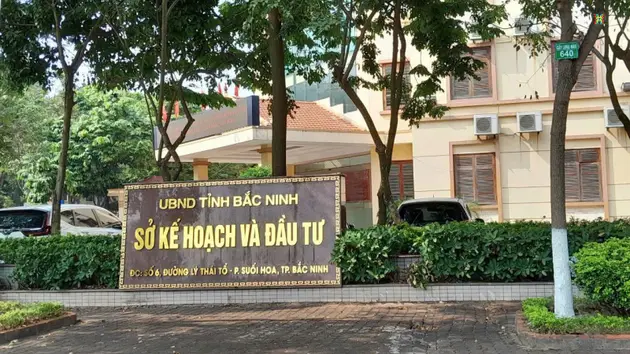 UBND TỈNH BẮC NINH
SỞ KẾ HOẠCH VÀ ĐẦU TƯ
ĐC: SỐ 6, ĐƯỜNG LÝ THÁI TỔ - P. SUỐI HOA, TP. BẮC NINH
640